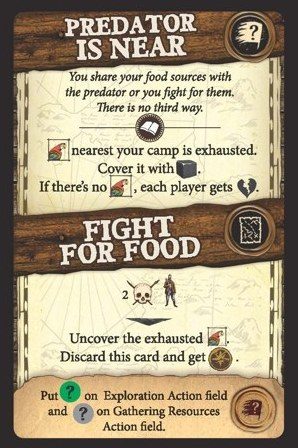 PREDATOR
IS NEAR
?
You share your food sources with
the predator or you fight for them.
There is no third way.
nearest your camp is exhausted.
Cover it with .
If there's no , each player gets .
FIGHT
FOR FOOD
2
Uncover the exhausted .
Discard this card and get .
Put ? on Exploration Action field
and ? on Gathering Resources
Action field.
?